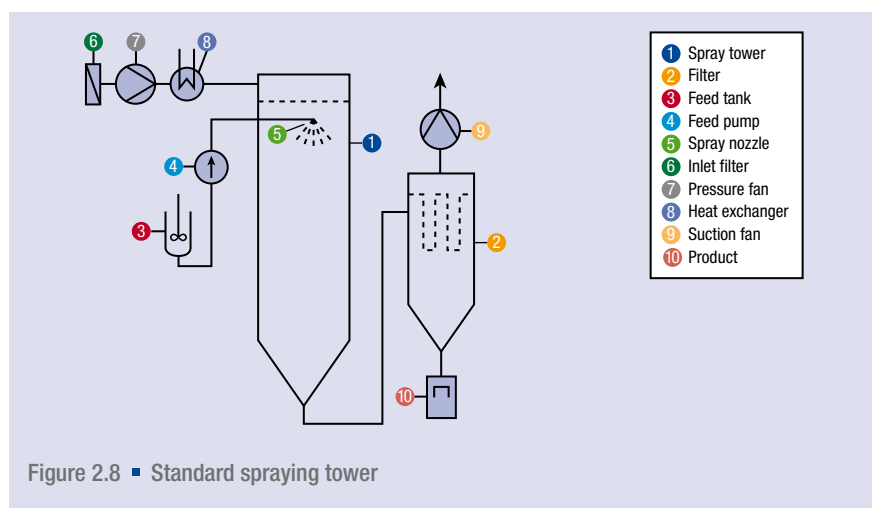 6
7
8
5
1
4
9
3
2
10
1 Spray tower
2 Filter
3 Feed tank
4 Feed pump
5 Spray nozzle
6 Inlet filter
7 Pressure fan
8 Heat exchanger
9 Suction fan
10 Product
Figure 2.8 ▪ Standard spraying tower